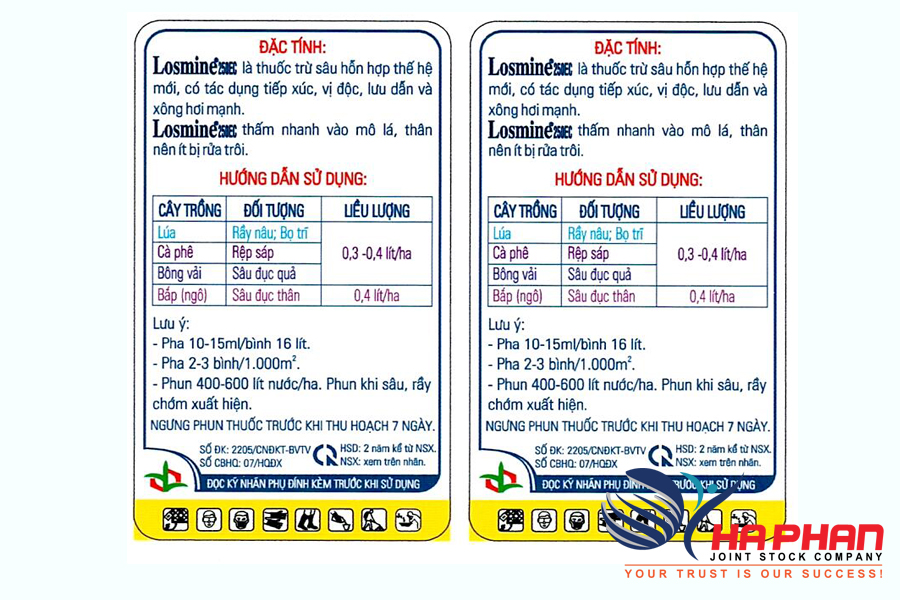 ĐẶC TÍNH:
Losmine 250EC là thuốc trừ sâu hỗn hợp thế hệ
mới, có tác dụng tiếp xúc, vị độc, lưu dẫn và
xông hơi mạnh.
Losmine 250EC thấm nhanh vào mô lá, thân
nên ít bị rửa trôi.
HƯỚNG DẪN SỬ DỤNG:
CÂY TRỒNG ĐỐI TƯỢNG LIỀU LƯỢNG
Lúa Rầy nâu; Bọ trĩ
Cà phê Rệp sáp 0,3 -0,4 lít/ha
Bông vải Sâu đục quả
Bắp (ngô) Sâu đục thân 0,4 lít/ha
Lưu ý:
- Pha 10-15ml/bình 16 lít.
- Pha 2-3 bình/1.000m².
- Phun 400-600 lít nước/ha. Phun khi sâu, rầy
chớm xuất hiện.
NGƯNG PHUN THUỐC TRƯỚC KHI THU HOẠCH 7 NGÀY.
SỐ ĐK: 2205/CNĐKT-BVTV HSD: 2 năm kể từ NSX.
SỐ CBHQ: 07/HQĐX NSX: xem trên nhãn.
ĐỌC KỸ NHÃN PHỤ ĐÍNH KÈM TRƯỚC KHI SỬ DỤNG
ĐẶC TÍNH:
Losmine 250EC là thuốc trừ sâu hỗn hợp thế hệ
mới, có tác dụng tiếp xúc, vị độc, lưu dẫn và
xông hơi mạnh.
Losmine 250EC thấm nhanh vào mô lá, thân
nên ít bị rửa trôi.
HƯỚNG DẪN SỬ DỤNG:
CÂY TRỒNG ĐỐI TƯỢNG LIỀU LƯỢNG
Lúa Rầy nâu; Bọ trĩ
Cà phê Rệp sáp 0,3 -0,4 lít/ha
Bông vải Sâu đục quả
Bắp (ngô) Sâu đục thân 0,4 lít/ha
Lưu ý:
- Pha 10-15ml/bình 16 lít.
- Pha 2-3 bình/1.000m².
- Phun 400-600 lít nước/ha. Phun khi sâu, rầy
chớm xuất hiện.
NGƯNG PHUN THUỐC TRƯỚC KHI THU HOẠCH 7 NGÀY.
SỐ ĐK: 2205/CNĐKT-BVTV HSD: 2 năm kể từ NSX.
SỐ CBHQ: 07/HQĐX NSX: xem trên nhãn.
ĐỌC KỸ NHÃN PHỤ ĐÍNH KÈM TRƯỚC KHI SỬ DỤNG
HA PHAN
JOINT STOCK COMPANY
YOUR TRUST IS OUR SUCCESS!